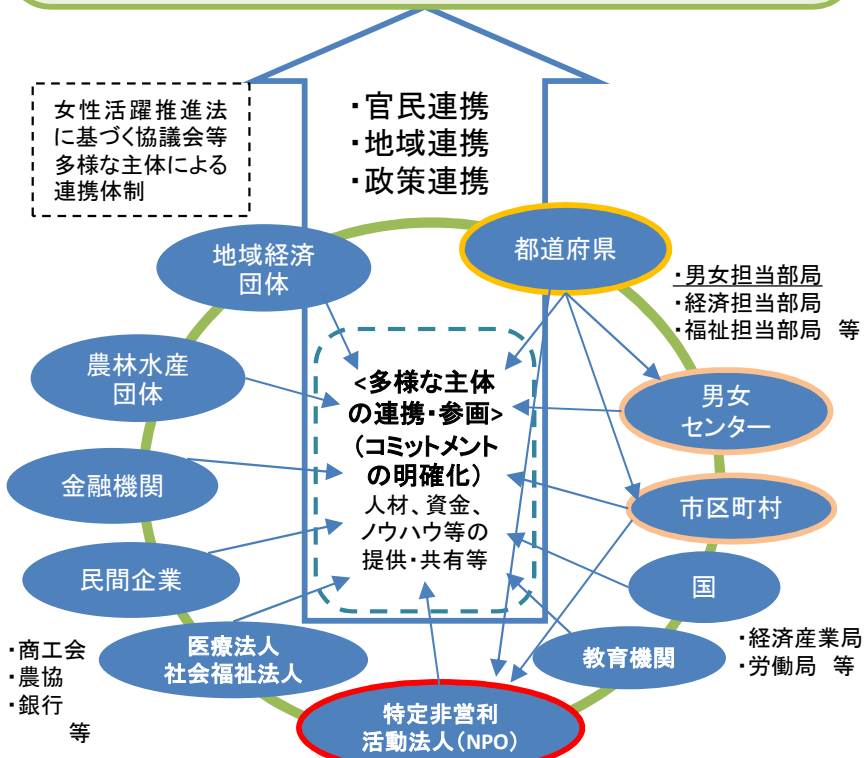 女性活躍推進法
に基づく協議会等
多様な主体による
連携体制
・官民連携
・地域連携
・政策連携
地域経済
団体
都道府県
・男女担当部局
・経済担当部局
・福祉担当部局 等
農林水産
団体
<多様な主体
の連携・参画>
(コミットメント
の明確化)
人材、資金、
ノウハウ等の
提供・共有等
男女
センター
金融機関
市区町村
民間企業
国
・商工会
・農協
・銀行
等
医療法人
社会福祉法人
教育機関
・経済産業局
・労働局 等
特定非営利
活動法人(NPO)